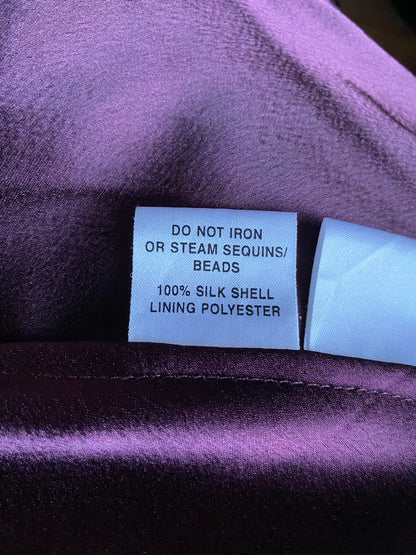 DO NOT IRON
OR STEAM SEQUINS/
BEADS
100% SILK SHELL
LINING POLYESTER